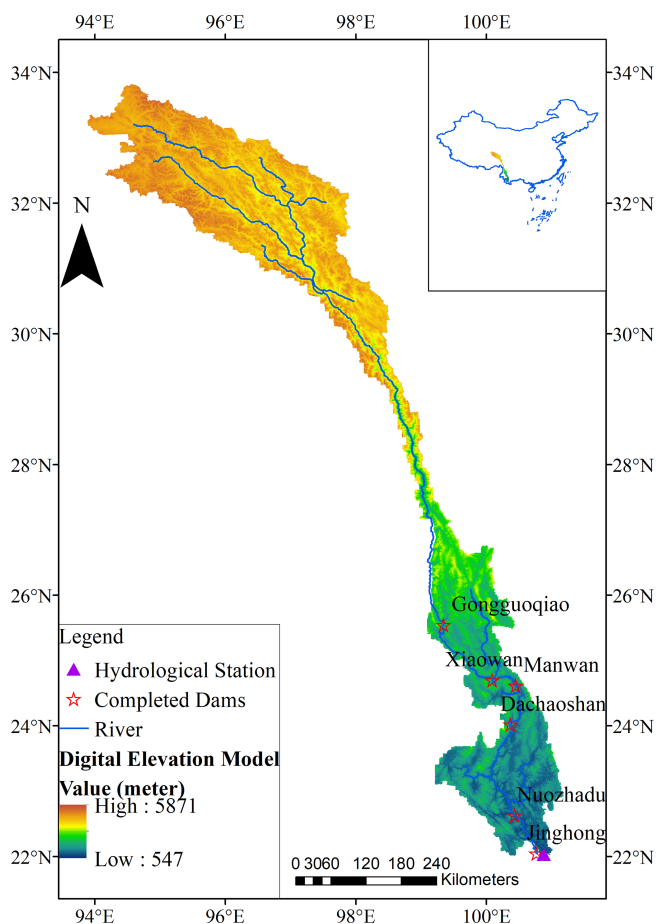 94°E 96°E 98°E 100°E
34°N 34°N
N
32°N 32°N
30°N 30°N
28°N 28°N
26°N 26°N
Gongguoqiao
Xiaowan Manwan
Dachaoshan
24°N 24°N
Nuozhadu
Jinghong
22°N 22°N
Legend
Hydrological Station
Completed Dams
River
Digital Elevation Model
Value (meter)
High : 5871
Low : 547
0 30 60 120 180 240
Kilometers
94°E 96°E 98°E 100°E